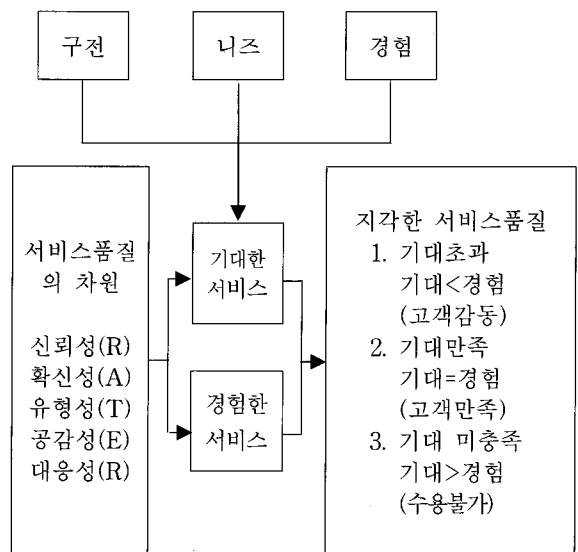 구전
니즈
경험
서비스품질
의 차원
신뢰성(R)
확신성(A)
유형성(T)
공감성(E)
대응성(R)
기대한
서비스
경험한
서비스
지각한 서비스품질
1. 기대초과
기대<경험
(고객감동)
2. 기대만족
기대=경험
(고객만족)
3. 기대 미충족
기대>경험
(수용불가)